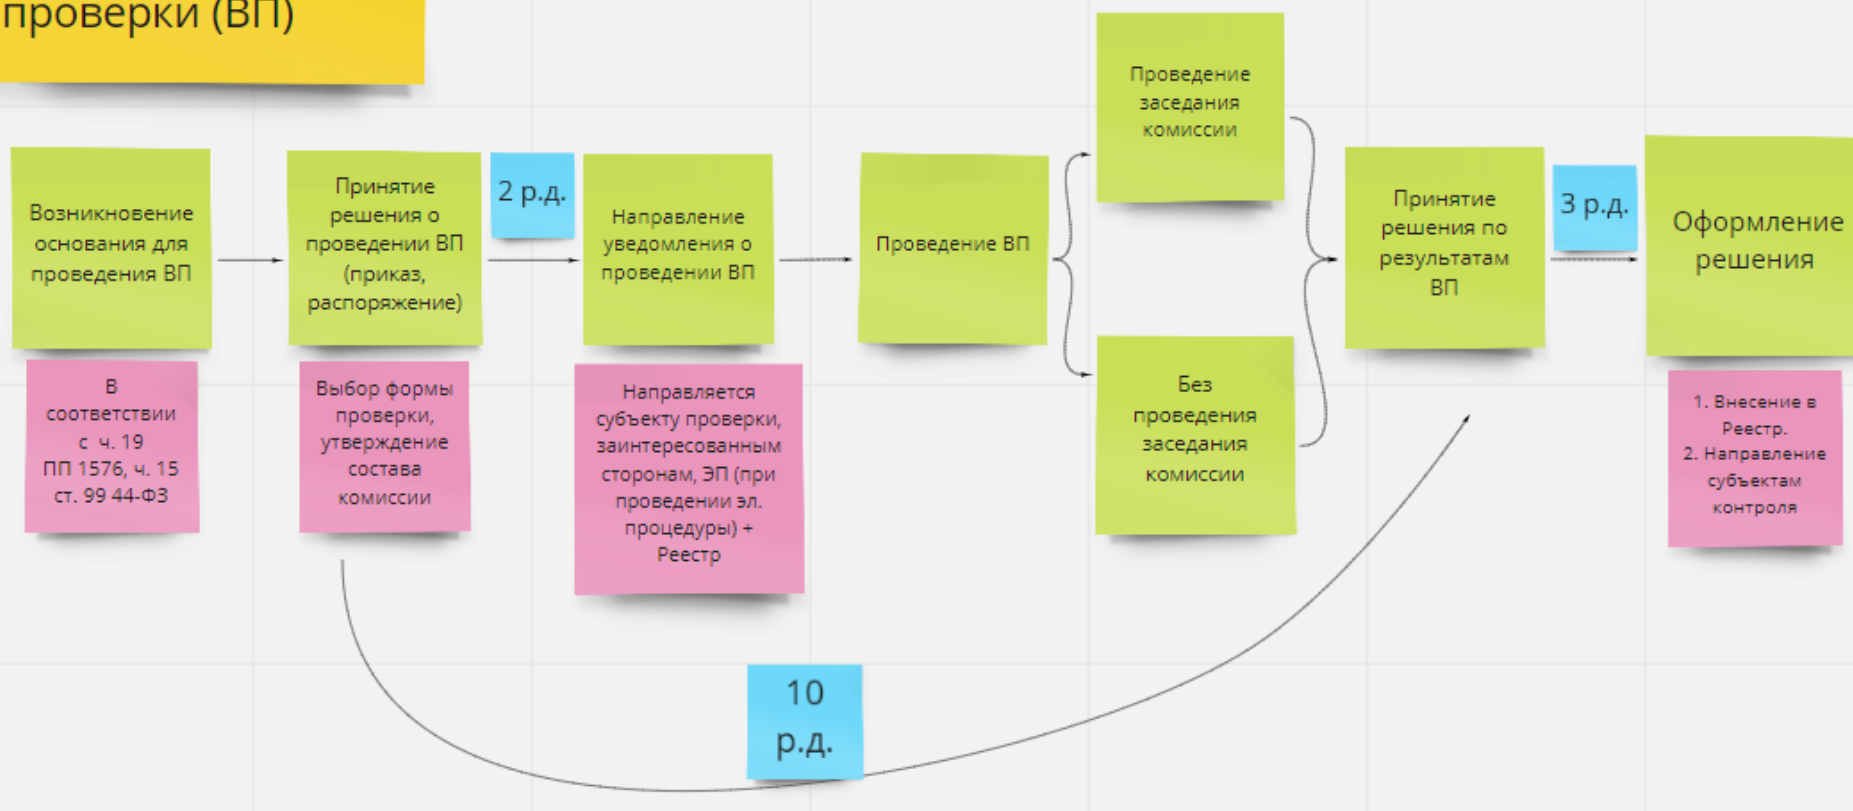 проверки (ВП)
Возникновение
основания для
проведения ВП
В
соответствии
с ч. 19
ПП 1576, ч. 15
ст. 99 44-ФЗ
Принятие
решения о
проведении ВП
(приказ,
распоряжение)
Выбор формы
проверки,
утверждение
состава
комиссии
2 р.д.
Направление
уведомления о
проведении ВП
Направляется
субъекту проверки,
заинтересованным
сторонам, ЭП (при
проведении эл.
процедуры) +
Реестр
Проведение ВП
Проведение
заседания
комиссии
Без
проведения
заседания
комиссии
Принятие
решения по
результатам
ВП
3 р.д.
Оформление
решения
1. Внесение в
Реестр.
2. Направление
субъектам
контроля
10
р.д.